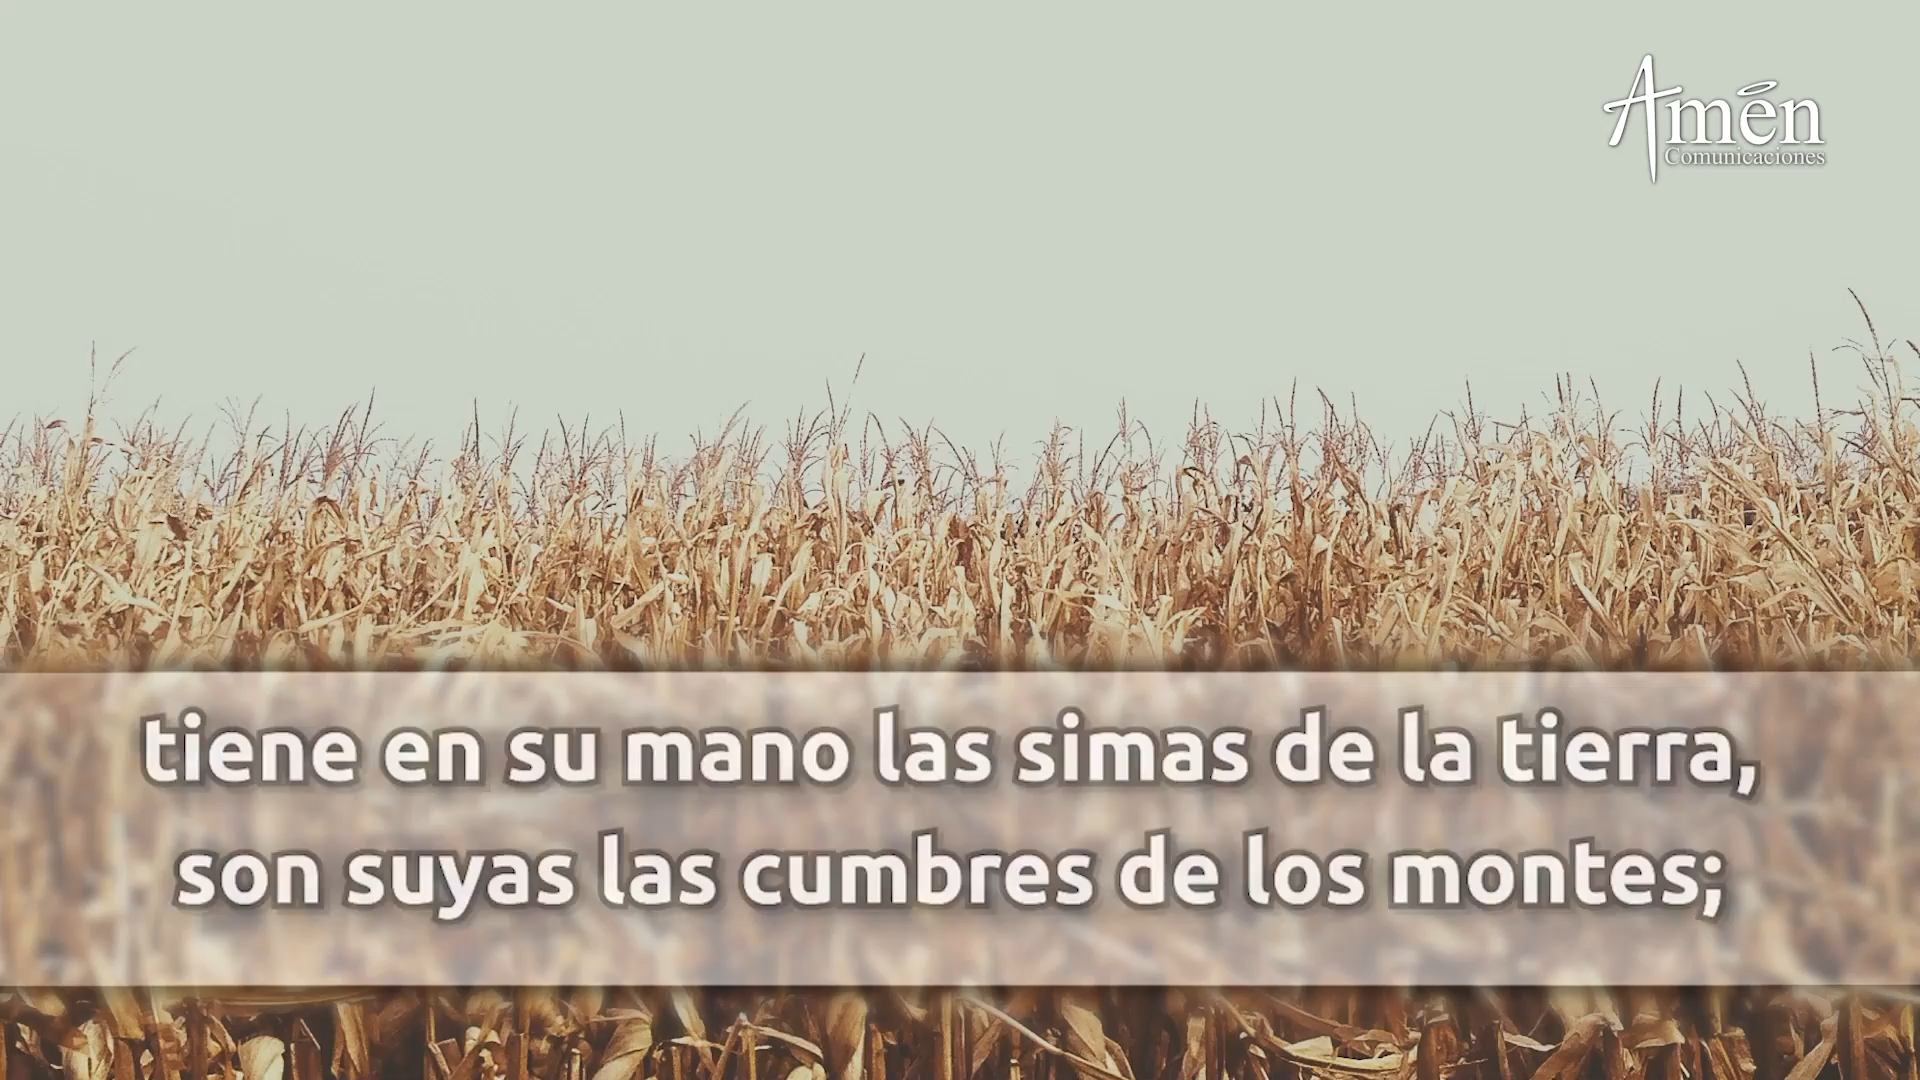 Amén
Comunicaciones
tiene en su mano las simas de la tierra,
son suyas las cumbres de los montes;